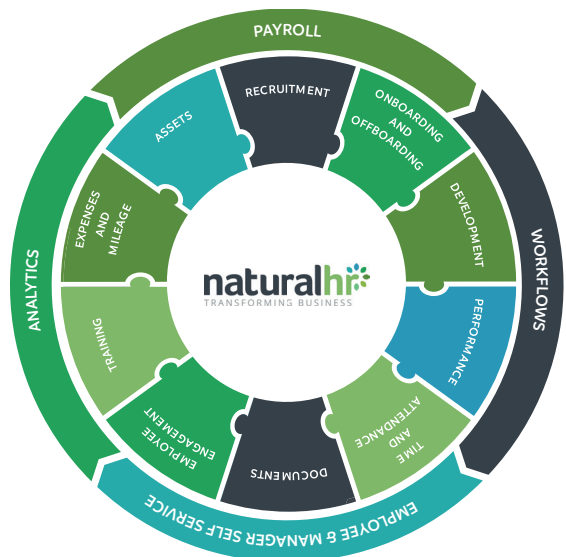 PAYROLL
WORKFLOWS
EMPLOYEE & MANAGER SELF SERVICE
ANALYTICS
RECRUITMENT
ONBOARDING
AND
OFFBOARDING
DEVELOPMENT
PERFORMANCE
TIME
AND
ATTENDANCE
DOCUMENTS
EMPLOYEE
ENGAGEMENT
TRAINING
EXPENSES
AND
MILEAGE
ASSETS
naturalhr
TRANSFORMING BUSINESS